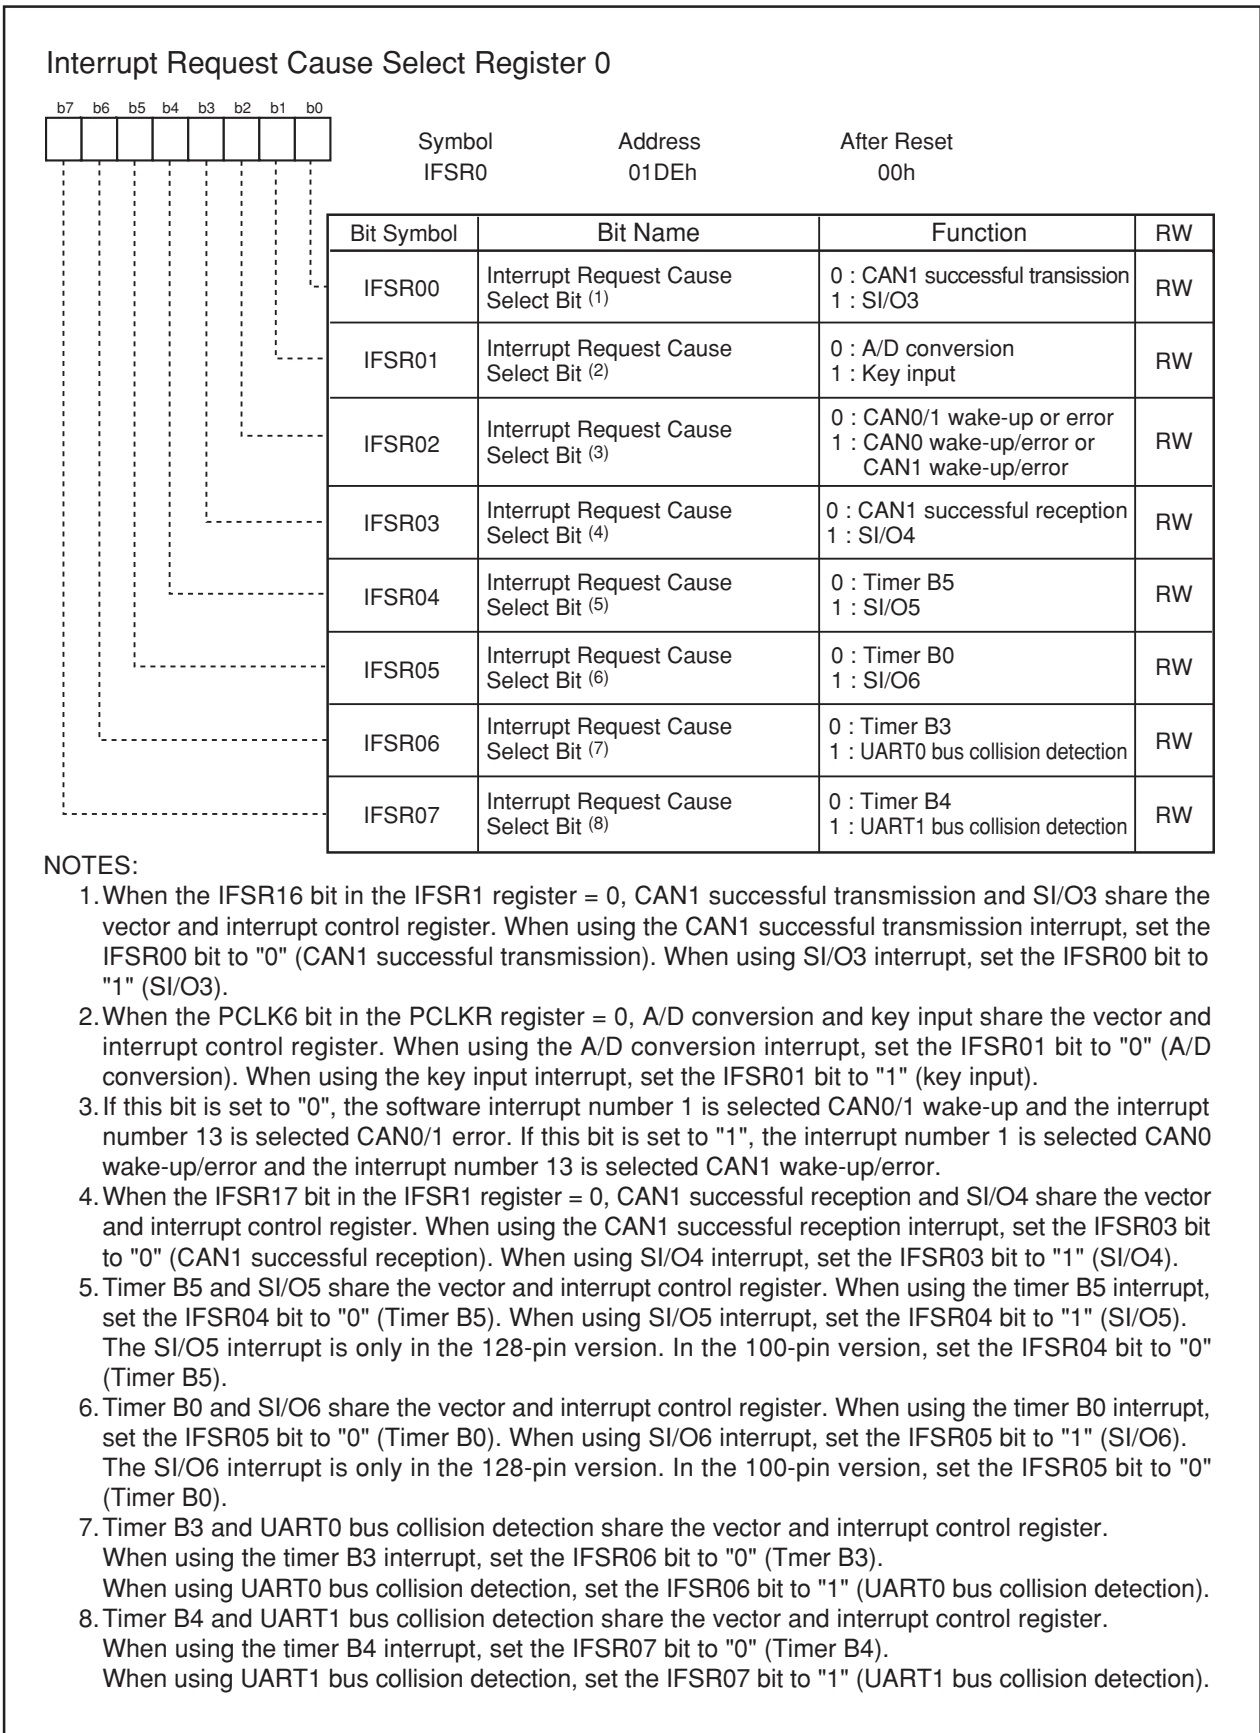 Interrupt Request Cause Select Register 0
b7 b6 b5 b4 b3 b2 b1 b0
Symbol Address After Reset
IFSR0 01DEh 00h
Bit Symbol Bit Name Function RW
IFSR00 Interrupt Request Cause Select Bit (1) 0 : CAN1 successful transission RW
1 : SI/O3
IFSR01 Interrupt Request Cause Select Bit (2) 0 : A/D conversion RW
1 : Key input
IFSR02 Interrupt Request Cause Select Bit (3) 0 : CAN0/1 wake-up or error RW
1 : CAN0 wake-up/error or
CAN1 wake-up/error
IFSR03 Interrupt Request Cause Select Bit (4) 0 : CAN1 successful reception RW
1 : SI/O4
IFSR04 Interrupt Request Cause Select Bit (5) 0 : Timer B5 RW
1 : SI/O5
IFSR05 Interrupt Request Cause Select Bit (6) 0 : Timer B0 RW
1 : SI/O6
IFSR06 Interrupt Request Cause Select Bit (7) 0 : Timer B3 RW
1 : UART0 bus collision detection
IFSR07 Interrupt Request Cause Select Bit (8) 0 : Timer B4 RW
1 : UART1 bus collision detection
NOTES:
1. When the IFSR16 bit in the IFSR1 register = 0, CAN1 successful transmission and SI/O3 share the
vector and interrupt control register. When using the CAN1 successful transmission interrupt, set the
IFSR00 bit to "0" (CAN1 successful transmission). When using SI/O3 interrupt, set the IFSR00 bit to
"1" (SI/O3).
2. When the PCLK6 bit in the PCLKR register = 0, A/D conversion and key input share the vector and
interrupt control register. When using the A/D conversion interrupt, set the IFSR01 bit to "0" (A/D
conversion). When using the key input interrupt, set the IFSR01 bit to "1" (key input).
3. If this bit is set to "0", the software interrupt number 1 is selected CAN0/1 wake-up and the interrupt
number 13 is selected CAN0/1 error. If this bit is set to "1", the interrupt number 1 is selected CAN0
wake-up/error and the interrupt number 13 is selected CAN1 wake-up/error.
4. When the IFSR17 bit in the IFSR1 register = 0, CAN1 successful reception and SI/O4 share the vector
and interrupt control register. When using the CAN1 successful reception interrupt, set the IFSR03 bit
to "0" (CAN1 successful reception). When using SI/O4 interrupt, set the IFSR03 bit to "1" (SI/O4).
5. Timer B5 and SI/O5 share the vector and interrupt control register. When using the timer B5 interrupt,
set the IFSR04 bit to "0" (Timer B5). When using SI/O5 interrupt, set the IFSR04 bit to "1" (SI/O5).
The SI/O5 interrupt is only in the 128-pin version. In the 100-pin version, set the IFSR04 bit to "0"
(Timer B5).
6. Timer B0 and SI/O6 share the vector and interrupt control register. When using the timer B0 interrupt,
set the IFSR05 bit to "0" (Timer B0). When using SI/O6 interrupt, set the IFSR05 bit to "1" (SI/O6).
The SI/O6 interrupt is only in the 128-pin version. In the 100-pin version, set the IFSR05 bit to "0"
(Timer B0).
7. Timer B3 and UART0 bus collision detection share the vector and interrupt control register.
When using the timer B3 interrupt, set the IFSR06 bit to "0" (Tmer B3).
When using UART0 bus collision detection, set the IFSR06 bit to "1" (UART0 bus collision detection).
8. Timer B4 and UART1 bus collision detection share the vector and interrupt control register.
When using the timer B4 interrupt, set the IFSR07 bit to "0" (Timer B4).
When using UART1 bus collision detection, set the IFSR07 bit to "1" (UART1 bus collision detection).